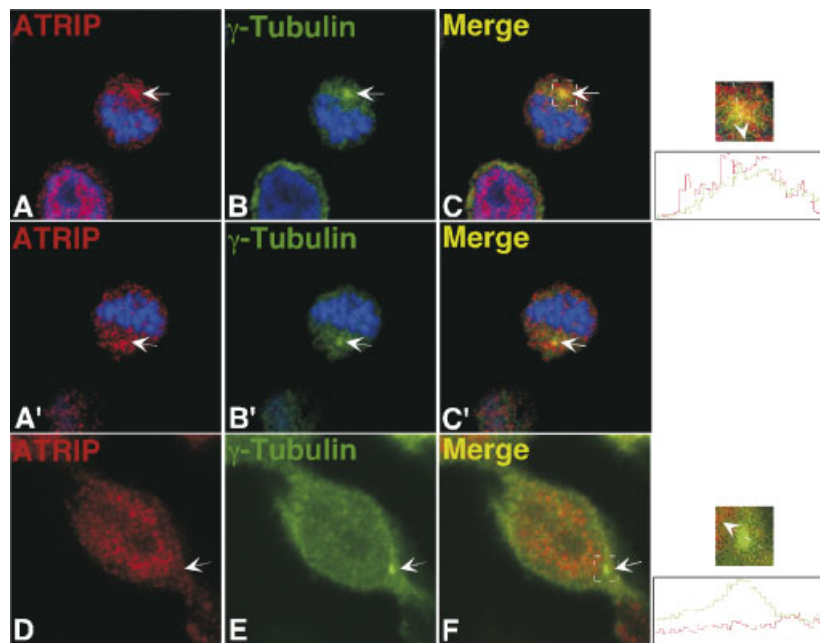 ATRIP γ-Tubulin Merge
A B C
ATRIP γ-Tubulin Merge
A' B' C'
ATRIP γ-Tubulin Merge
D E F